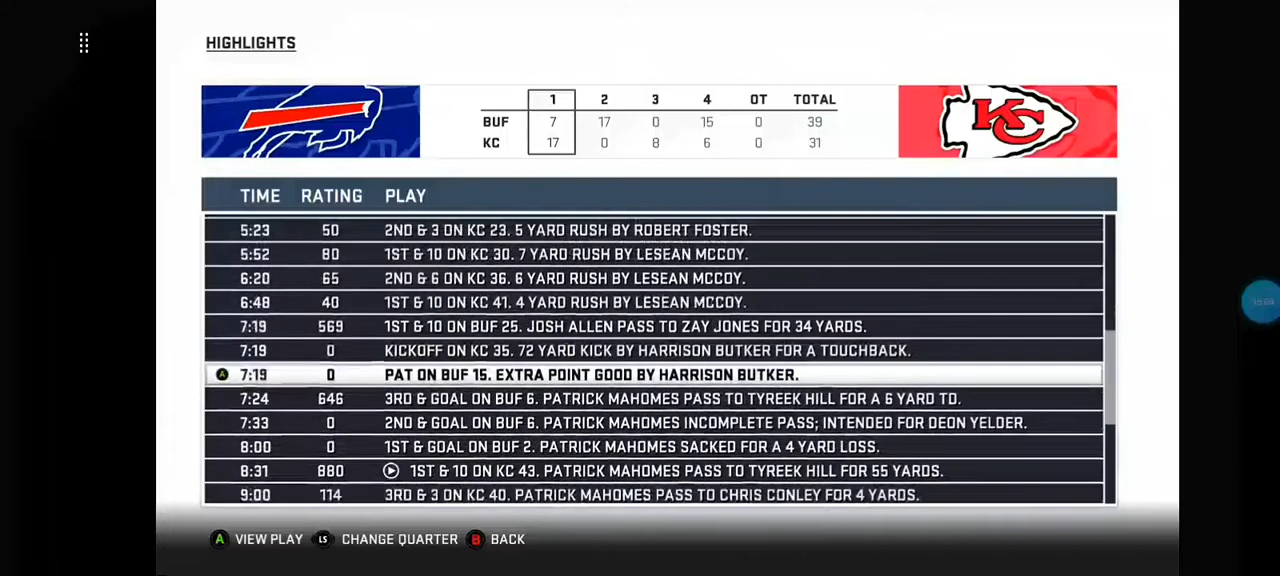 HIGHLIGHTS
1 2 3 4 OT TOTAL
BUF 7 17 0 15 0 39
KC 17 0 8 6 0 31
KC
TIME RATING PLAY
5:23 50 2ND & 3 ON KC 23. 5 YARD RUSH BY ROBERT FOSTER.
5:52 80 1ST & 10 ON KC 30. 7 YARD RUSH BY LESEAN MCCOY.
6:20 65 2ND & 6 ON KC 36. 6 YARD RUSH BY LESEAN MCCOY.
6:48 40 1ST & 10 ON KC 41. 4 YARD RUSH BY LESEAN MCCOY.
7:19 569 1ST & 10 ON BUF 25. JOSH ALLEN PASS TO ZAY JONES FOR 34 YARDS.
7:19 0 KICKOFF ON KC 35. 72 YARD KICK BY HARRISON BUTKER FOR A TOUCHBACK.
A 7:19 0 PAT ON BUF 15. EXTRA POINT GOOD BY HARRISON BUTKER.
7:24 646 3RD & GOAL ON BUF 6. PATRICK MAHOMES PASS TO TYREEK HILL FOR A 6 YARD TD.
7:33 0 2ND & GOAL ON BUF 6. PATRICK MAHOMES INCOMPLETE PASS; INTENDED FOR DEON YELDER.
8:00 0 1ST & GOAL ON BUF 2. PATRICK MAHOMES SACKED FOR A 4 YARD LOSS.
8:31 880 1ST & 10 ON KC 43. PATRICK MAHOMES PASS TO TYREEK HILL FOR 55 YARDS.
9:00 114 3RD & 3 ON KC 40. PATRICK MAHOMES PASS TO CHRIS CONLEY FOR 4 YARDS.
A VIEW PLAY LS CHANGE QUARTER B BACK